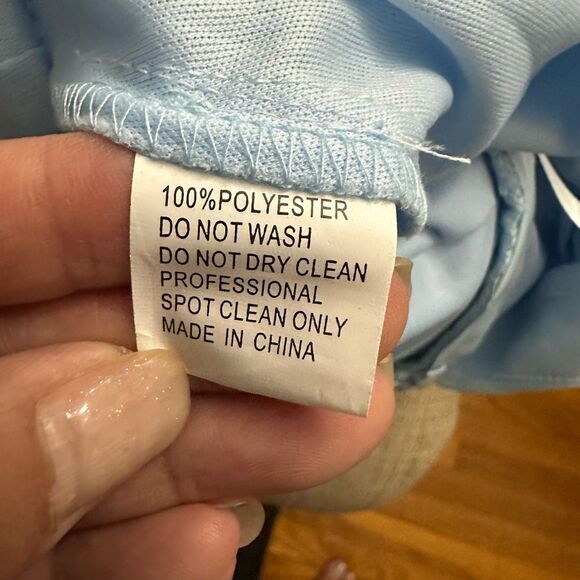 100%POLYESTER
DO NOT WASH
DO NOT DRY CLEAN
PROFESSIONAL
SPOT CLEAN ONLY
MADE IN CHINA